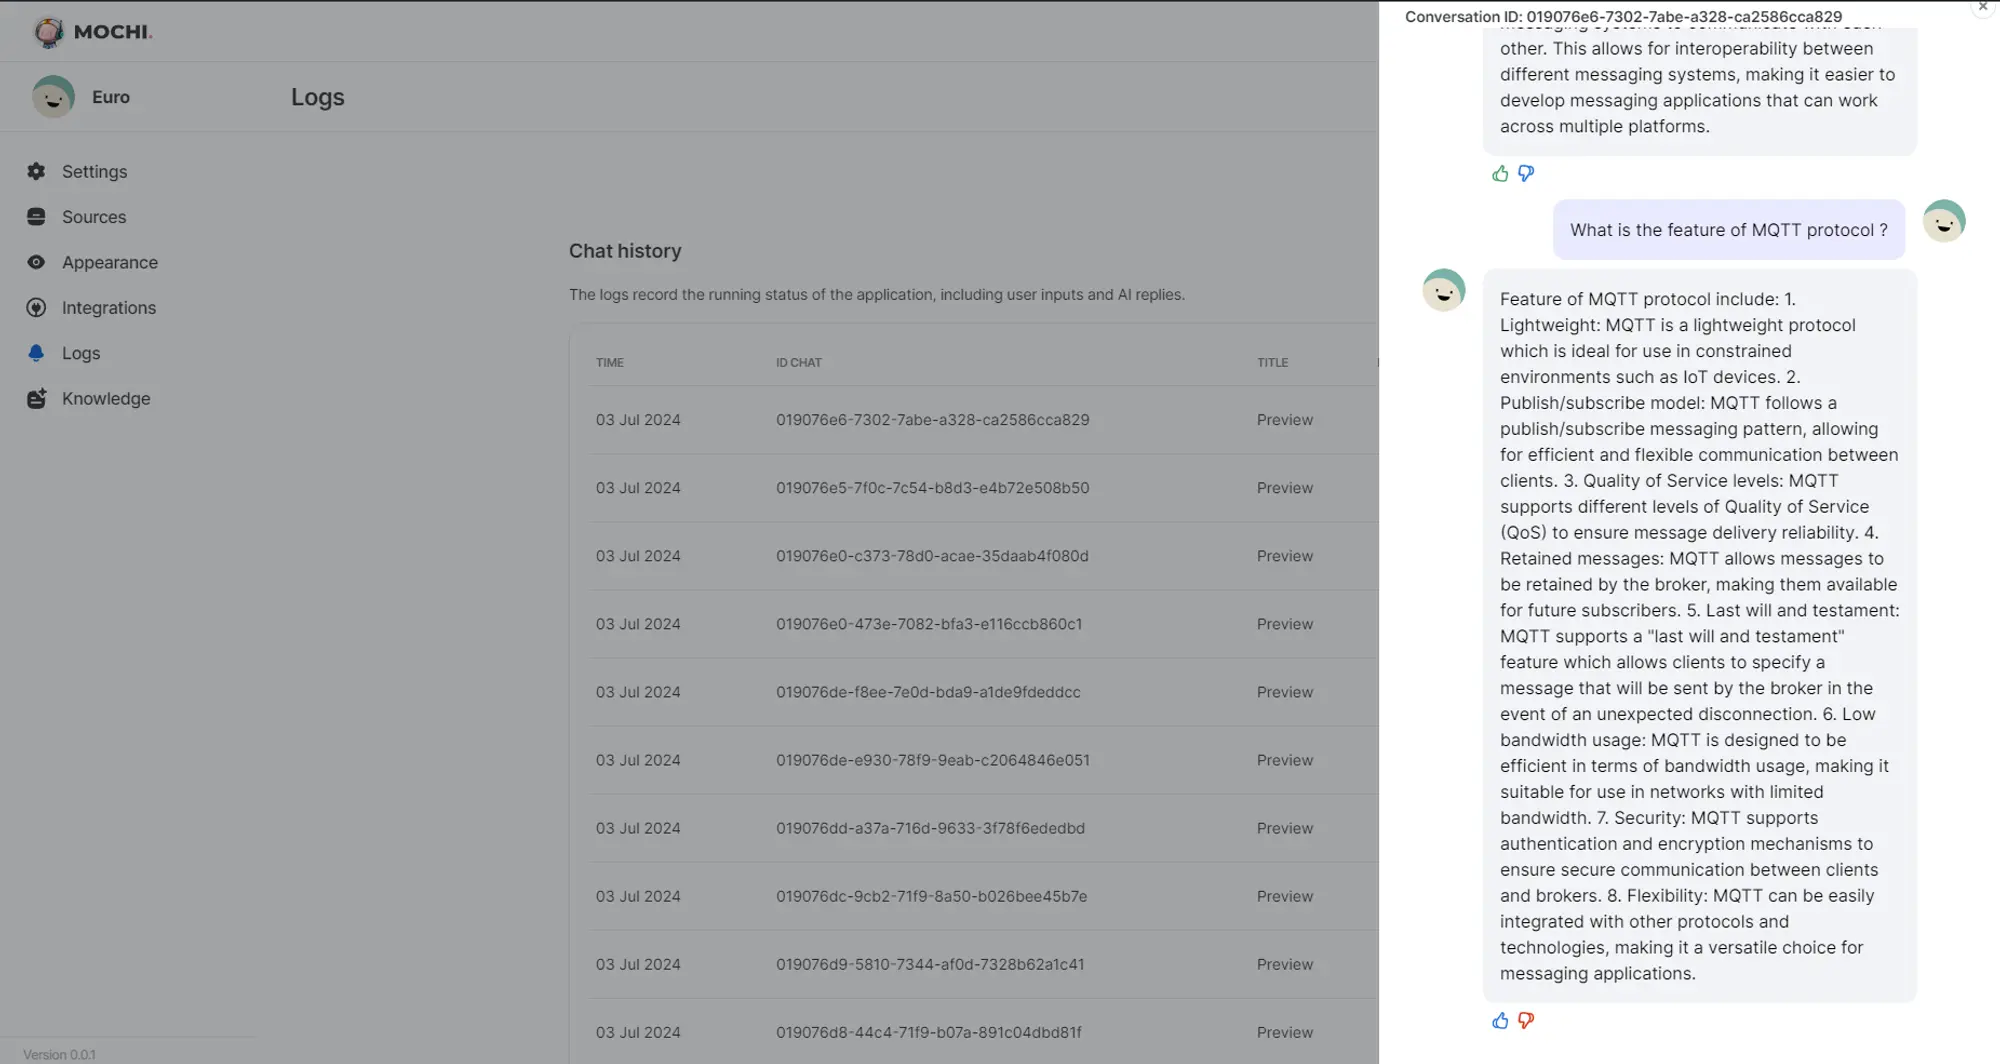 MOCHI.
Euro
Logs
Settings
Sources
Appearance
Integrations
Logs
Knowledge
Version 0.0.1
Chat history
The logs record the running status of the application, including user inputs and AI replies.
TIME ID CHAT TITLE
03 Jul 2024 019076e6-7302-7abe-a328-ca2586cca829 Preview
03 Jul 2024 019076e5-7f0c-7c54-b8d3-e4b72e508b50 Preview
03 Jul 2024 019076e0-c373-78d0-acae-35daab4f080d Preview
03 Jul 2024 019076e0-473e-7082-bfa3-e116ccb860c1 Preview
03 Jul 2024 019076de-f8ee-7e0d-bda9-a1de9fdeddcc Preview
03 Jul 2024 019076de-e930-78f9-9eab-c2064846e051 Preview
03 Jul 2024 019076dd-a37a-716d-9633-3f78f6ededbd Preview
03 Jul 2024 019076dc-9cb2-71f9-8a50-b026bee45b7e Preview
03 Jul 2024 019076d9-5810-7344-af0d-7328b62a1c41 Preview
03 Jul 2024 019076d8-44c4-71f9-b07a-891c04dbd81f Preview
Conversation ID: 019076e6-7302-7abe-a328-ca2586cca829
other. This allows for interoperability between
different messaging systems, making it easier to
develop messaging applications that can work
across multiple platforms.
What is the feature of MQTT protocol ?
Feature of MQTT protocol include: 1.
Lightweight: MQTT is a lightweight protocol
which is ideal for use in constrained
environments such as IoT devices. 2.
Publish/subscribe model: MQTT follows a
publish/subscribe messaging pattern, allowing
for efficient and flexible communication between
clients. 3. Quality of Service levels: MQTT
supports different levels of Quality of Service
(QoS) to ensure message delivery reliability. 4.
Retained messages: MQTT allows messages to
be retained by the broker, making them available
for future subscribers. 5. Last will and testament:
MQTT supports a "last will and testament"
feature which allows clients to specify a
message that will be sent by the broker in the
event of an unexpected disconnection. 6. Low
bandwidth usage: MQTT is designed to be
efficient in terms of bandwidth usage, making it
suitable for use in networks with limited
bandwidth. 7. Security: MQTT supports
authentication and encryption mechanisms to
ensure secure communication between clients
and brokers. 8. Flexibility: MQTT can be easily
integrated with other protocols and
technologies, making it a versatile choice for
messaging applications.